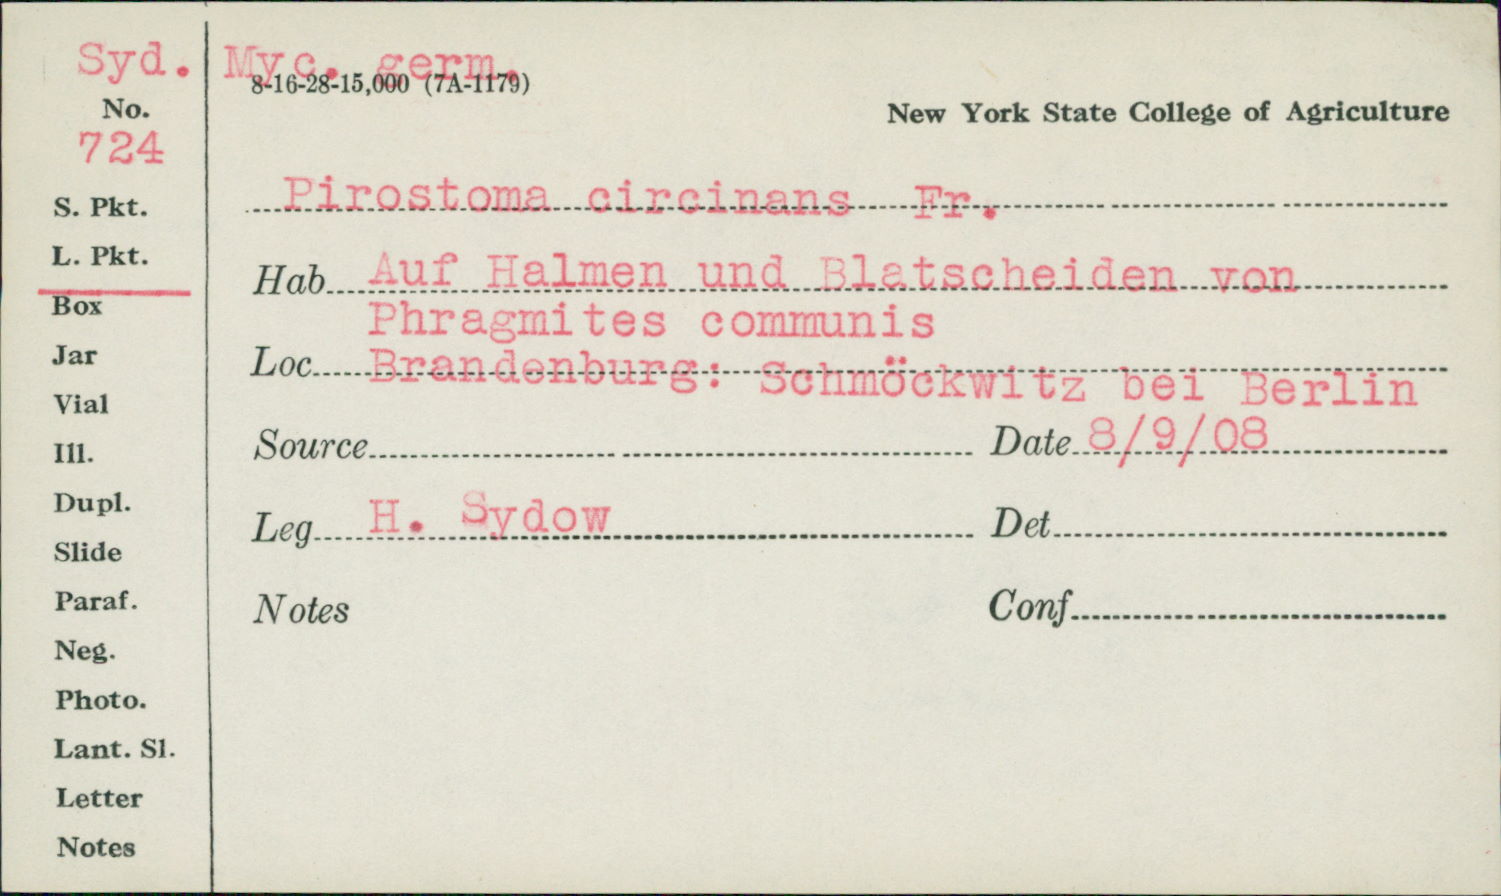 Syd. Myc. germ.
8-16-28-15,000 (7A-1179)
No.
724
New York State College of Agriculture
Pirostoma circinans Fr.
S. Pkt.
L. Pkt.
Hab. Auf Halmen und Blatscheiden von
Phragmites communis
Box
Jar
Loc. Brandenburg: Schmöckwitz bei Berlin
Vial
Ill.
Source Date 8/9/08
Dupl.
Leg. H. Sydow Det.
Slide
Paraf.
Notes Conf.
Neg.
Photo.
Lant. Sl.
Letter
Notes